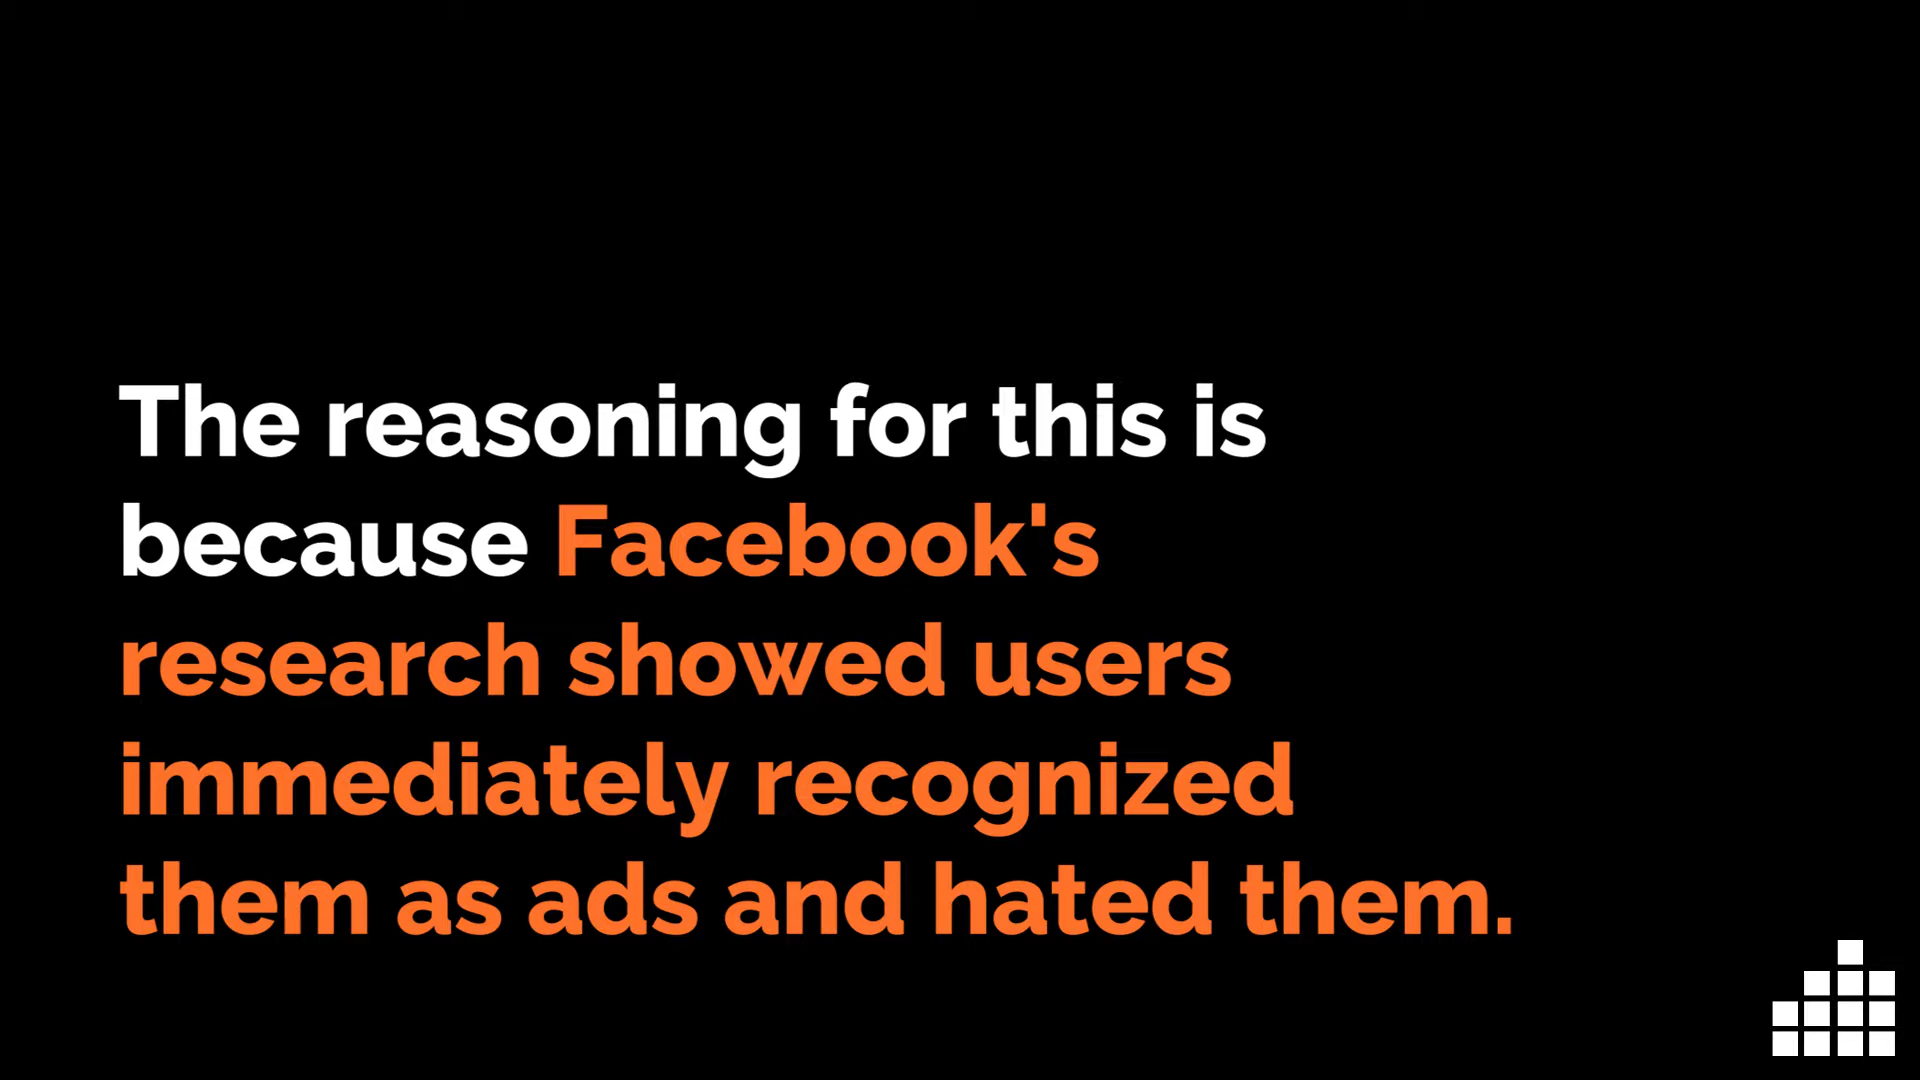 The reasoning for this is
because Facebook's
research showed users
immediately recognized
them as ads and hated them.